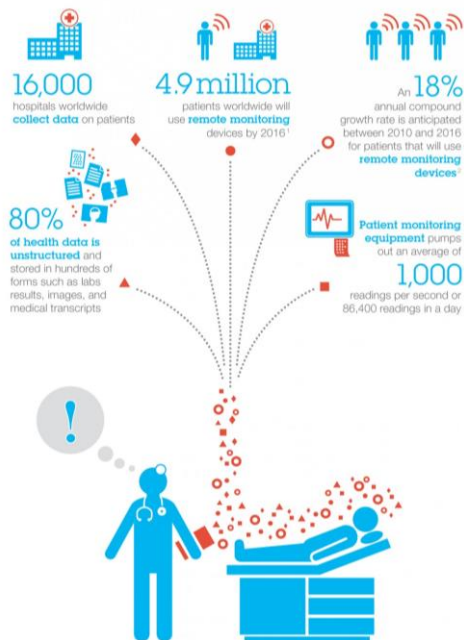 16,000
hospitals worldwide
collect data on patients
4.9 million
patients worldwide will
use remote monitoring
devices by 2016¹
An 18%
annual compound
growth rate is anticipated
between 2010 and 2016
for patients that will use
remote monitoring
devices²
80%
of health data is
unstructured and
stored in hundreds of
forms such as labs
results, images, and
medical transcripts
Patient monitoring
equipment pumps
out an average of
1,000
readings per second or
86,400 readings in a day
!